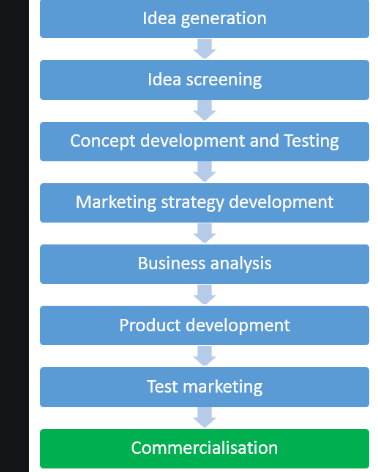 Idea generation
Idea screening
Concept development and Testing
Marketing strategy development
Business analysis
Product development
Test marketing
Commercialisation